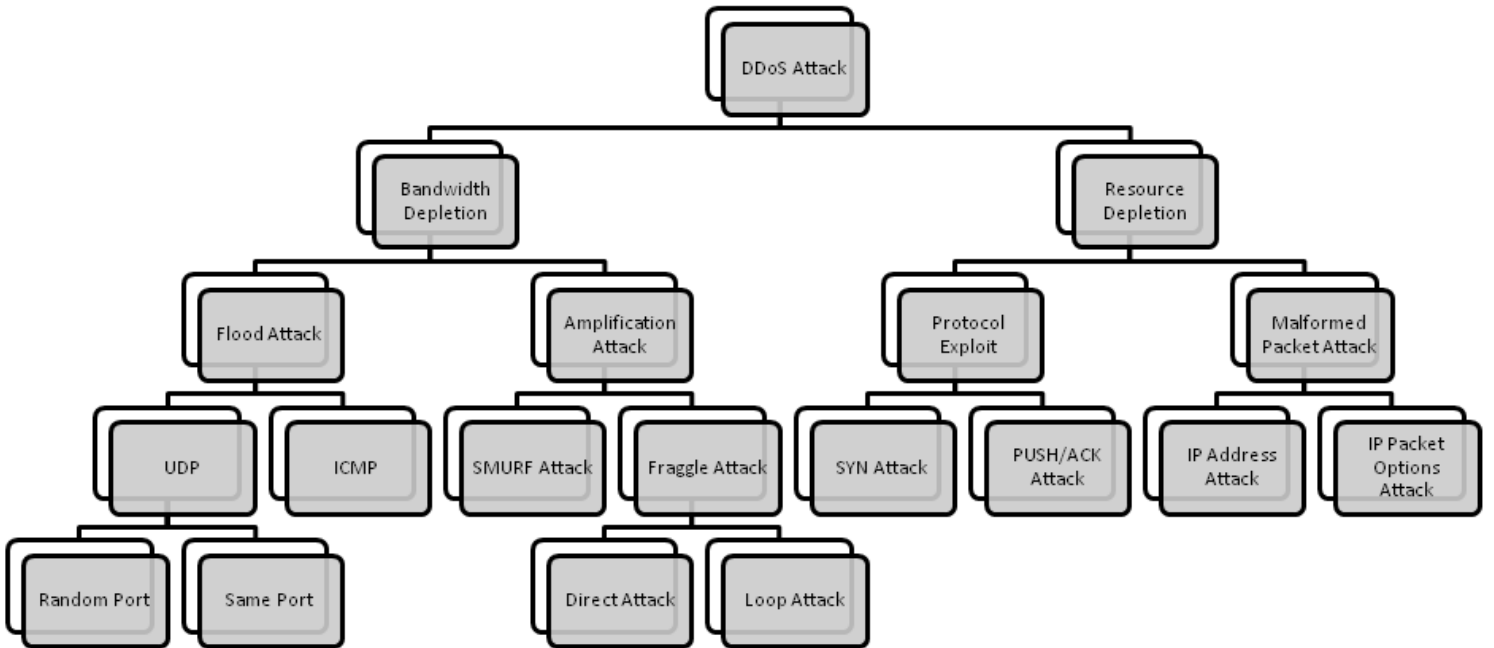 DDoS Attack
Bandwidth
Depletion
Resource
Depletion
Flood Attack
Amplification
Attack
Protocol
Exploit
Malformed
Packet Attack
UDP
ICMP
SMURF Attack
Fraggle Attack
SYN Attack
PUSH/ACK
Attack
IP Address
Attack
IP Packet
Options
Attack
Random Port
Same Port
Direct Attack
Loop Attack